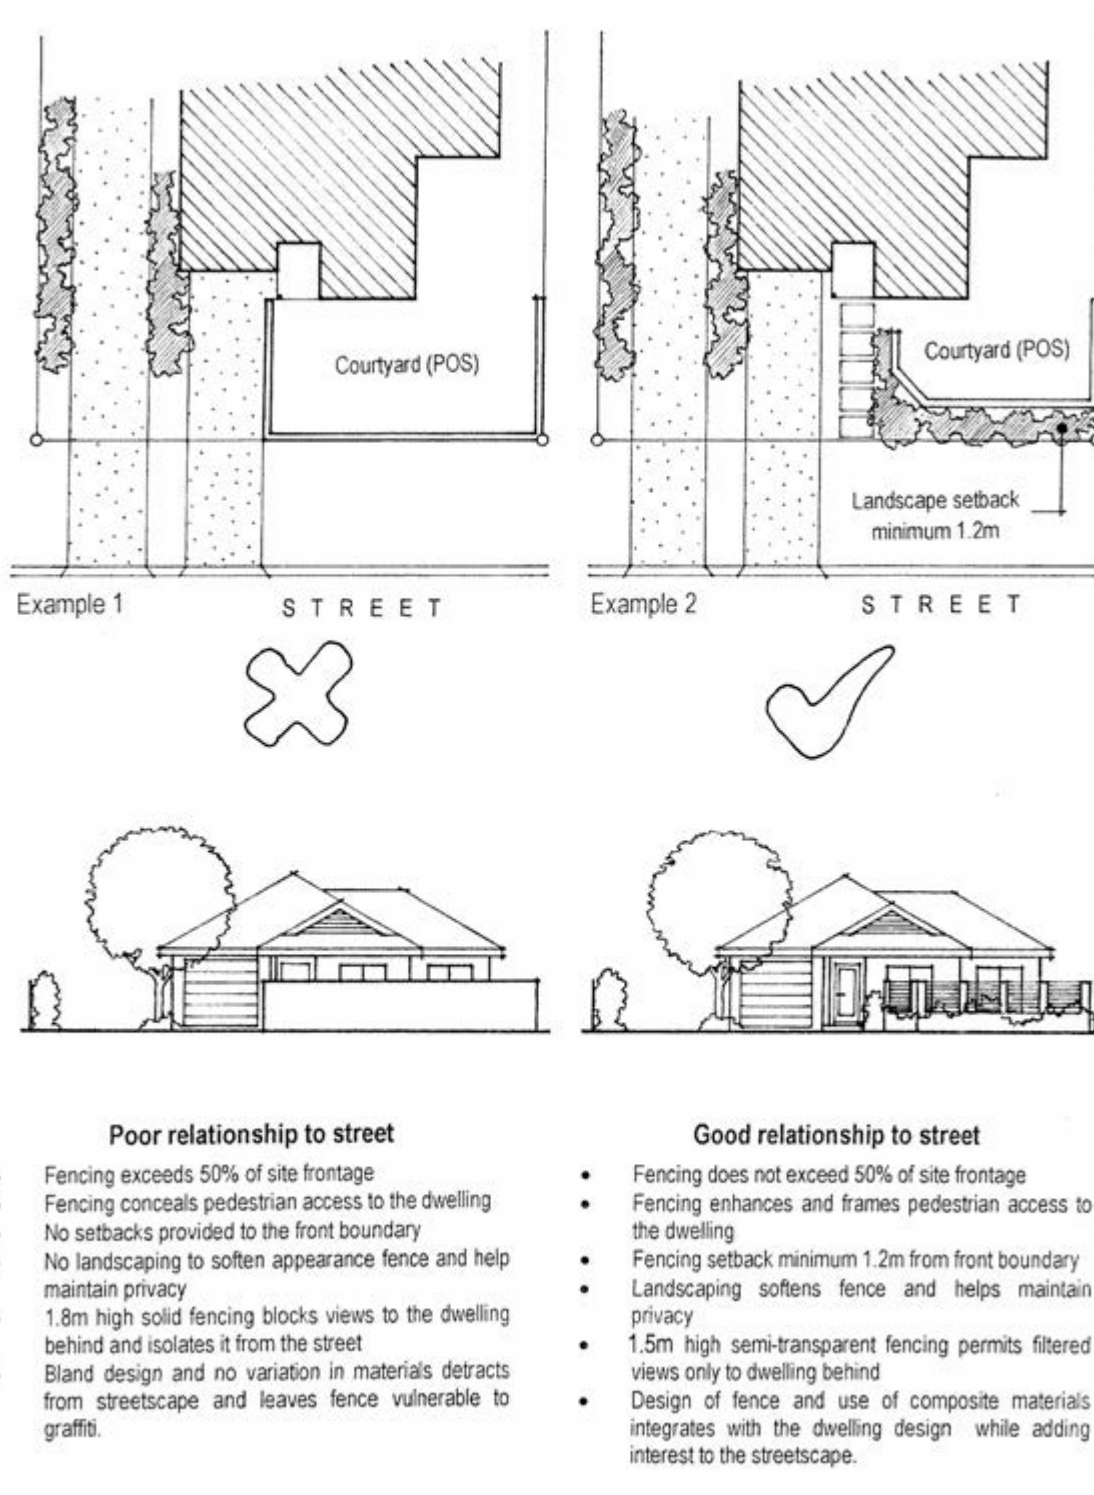 Courtyard (POS)
Example 1
S T R E E T
Courtyard (POS)
Landscape setback
minimum 1.2m
Example 2
S T R E E T
Poor relationship to street
Fencing exceeds 50% of site frontage
Fencing conceals pedestrian access to the dwelling
No setbacks provided to the front boundary
No landscaping to soften appearance fence and help
maintain privacy
1.8m high solid fencing blocks views to the dwelling
behind and isolates it from the street
Bland design and no variation in materials detracts
from streetscape and leaves fence vulnerable to
graffiti.
Good relationship to street
• Fencing does not exceed 50% of site frontage
• Fencing enhances and frames pedestrian access to
the dwelling
• Fencing setback minimum 1.2m from front boundary
• Landscaping softens fence and helps maintain
privacy
• 1.5m high semi-transparent fencing permits filtered
views only to dwelling behind
• Design of fence and use of composite materials
integrates with the dwelling design while adding
interest to the streetscape.